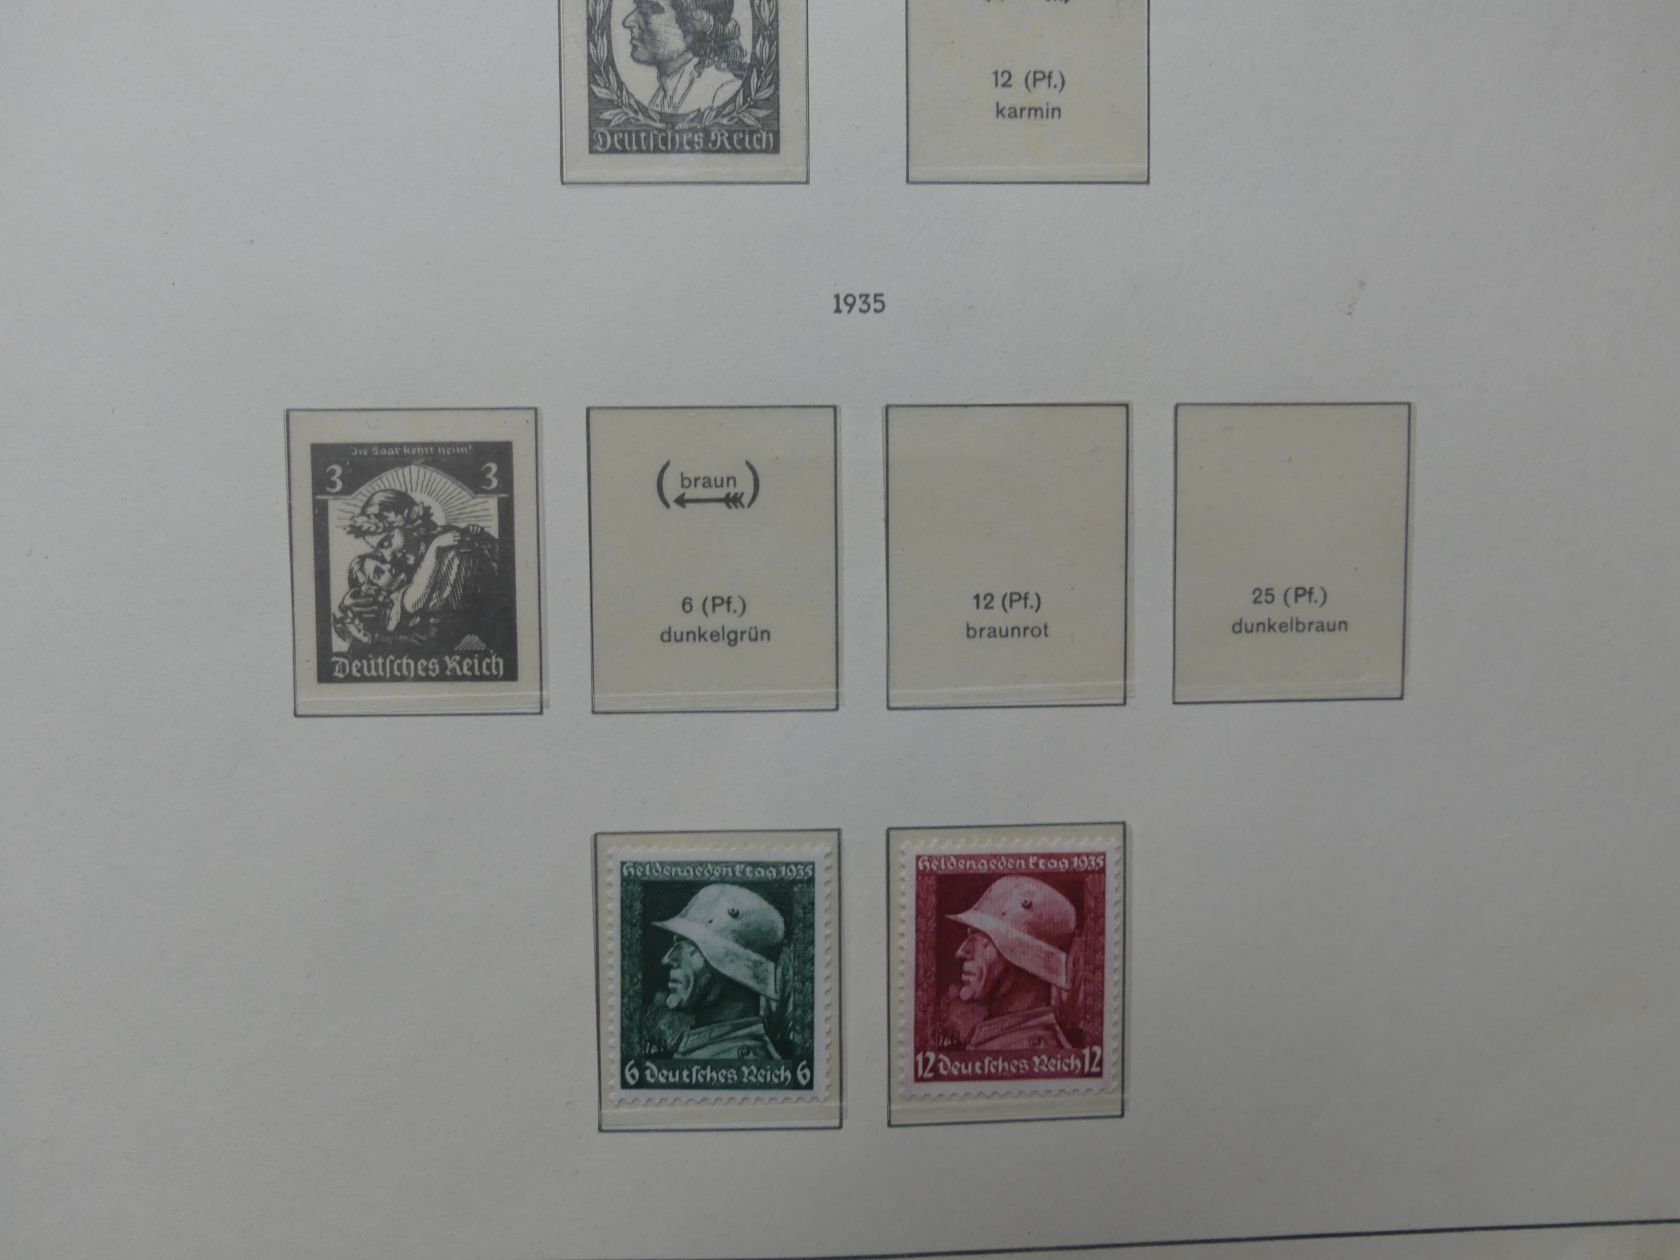 Deutsches Reich
12 (Pf.)
karmin
1935
Die Saar kehrt heim!
3 3
Deutsches Reich
(braun)
6 (Pf.)
dunkelgrün
12 (Pf.)
braunrot
25 (Pf.)
dunkelbraun
Heldengedenktag 1935
6 Deutsches Reich 6
Heldengedenktag 1935
12 Deutsches Reich 12